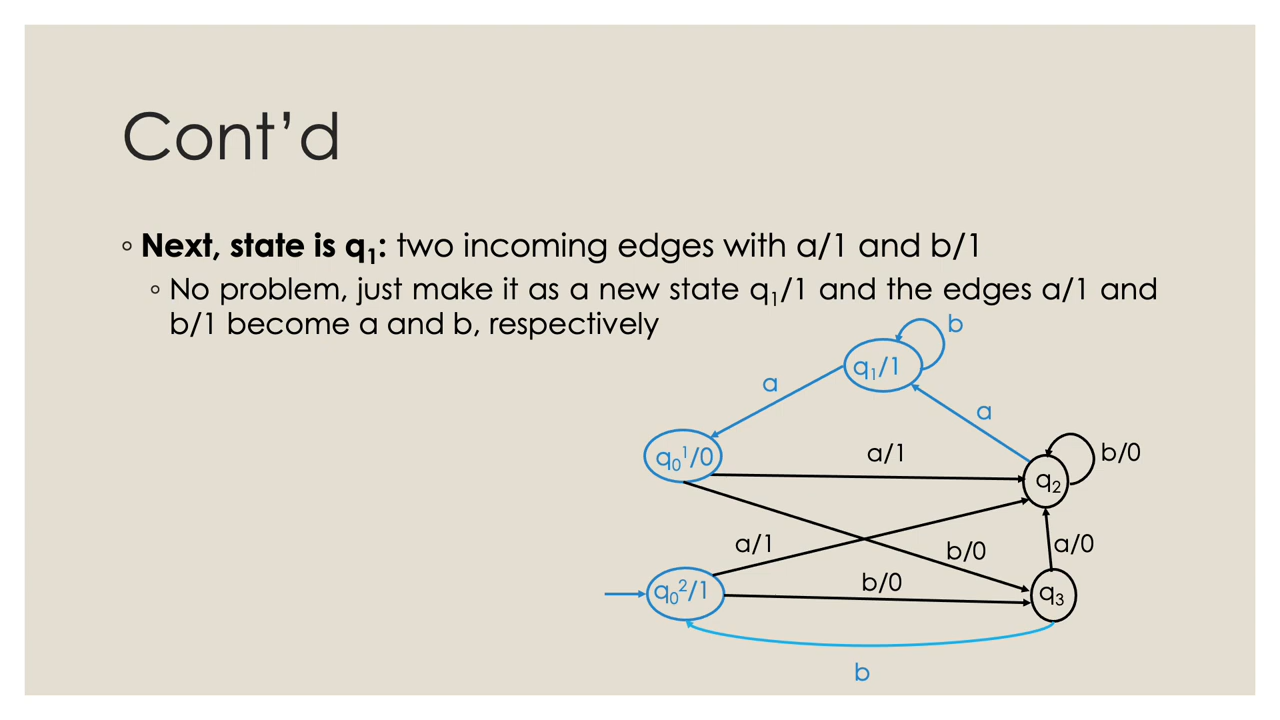 Cont’d
◦ Next, state is q₁: two incoming edges with a/1 and b/1
◦ No problem, just make it as a new state q₁/1 and the edges a/1 and
b/1 become a and b, respectively
b
q₁/1
a
a
q₀¹/0
a/1
b/0
q₂
a/1
b/0
a/0
b/0
q₀²/1
q₃
b